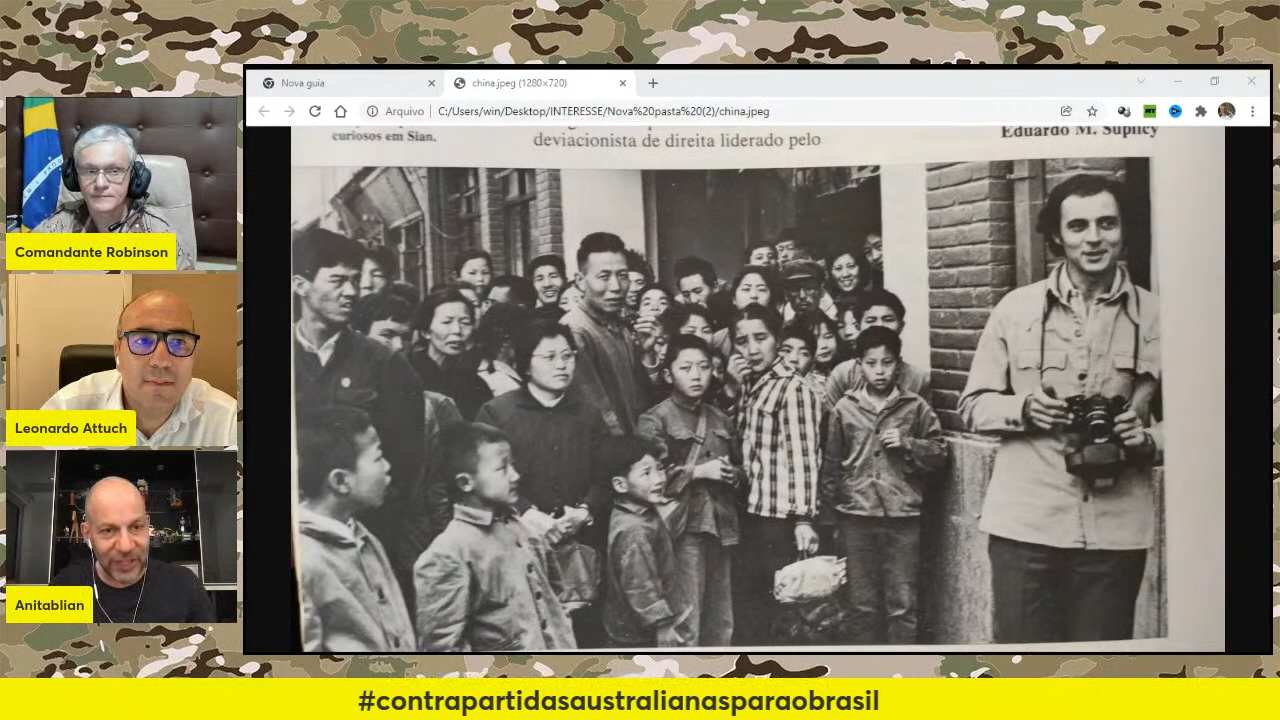 Nova guia
china.jpeg (1280×720)
Arquivo
C:/Users/win/Desktop/INTERESSE/Nova%20pasta%20(2)/china.jpeg
curiosos em Sian.
deviacionista de direita liderado pelo
Eduardo M. Suplicy
Comandante Robinson
Leonardo Attuch
Anitablian
#contrapartidasaustralianasparaobrasil